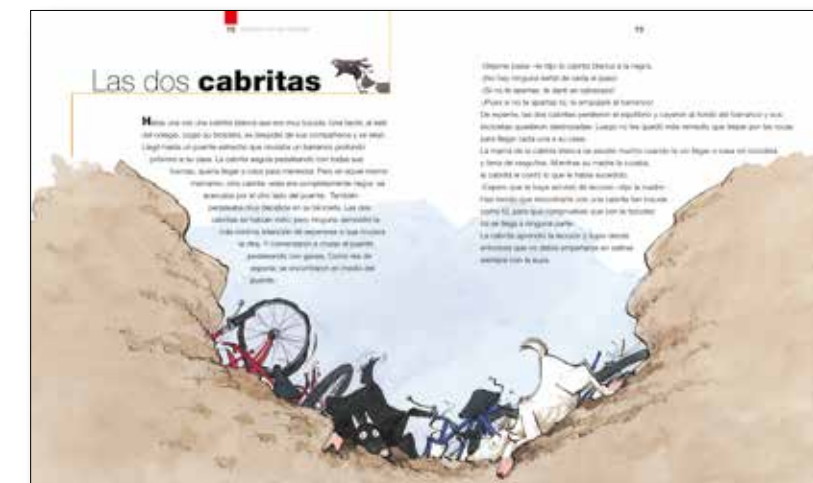 72
73
Las dos cabritas
Había una vez una cabrita blanca que era muy tozuda. Una tarde, al salir
del colegio, cogió su bicicleta, se despidió de sus compañeros y se alejó.
Llegó hasta un puente estrecho que cruzaba un barranco profundo
próximo a su casa. La cabrita seguía pedaleando con todas sus
fuerzas, quería llegar a casa para merendar. Pero en aquel mismo
momento, otra cabrita -esta era completamente negra- se
acercaba por el otro lado del puente. También
pedaleaba muy decidida en su bicicleta. Las dos
cabritas se habían visto, pero ninguna demostró la
más mínima intención de esperarse a que cruzara
la otra. Y comenzaron a cruzar el puente,
pedaleando con ganas. Como era de
esperar, se encontraron en medio del
puente.
-¡Déjame pasar! -le dijo la cabrita blanca a la negra.
-¡No hay ninguna señal de ceda el paso!
-¡Si no te apartas, te daré un cabezazo!
-¡Pues si no te apartas tú, te empujaré al barranco!
De repente, las dos cabritas perdieron el equilibrio y cayeron al fondo del barranco y sus
bicicletas quedaron destrozadas. Luego no les quedó más remedio que trepar por las rocas
para llegar cada una a su casa.
La mamá de la cabrita blanca se asustó mucho cuando la vio llegar a casa sin bicicleta
y llena de rasguños. Mientras su madre la curaba,
la cabrita le contó lo que le había sucedido.
-Espero que te haya servido de lección -dijo la madre-.
Has tenido que encontrarte con una cabrita tan tozuda
como tú, para que comprendas que con la tozudez
no se llega a ninguna parte.
La cabrita aprendió la lección y supo desde
entonces que no debía empeñarse en salirse
siempre con la suya.